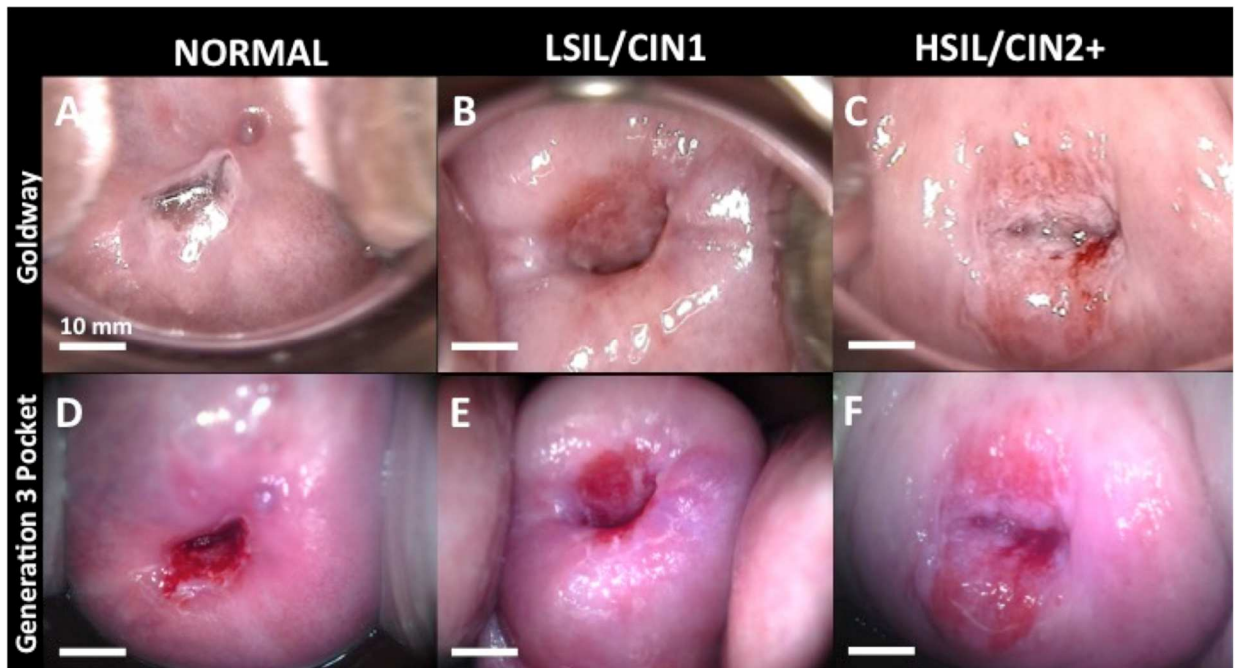 NORMAL
LSIL/CIN1
HSIL/CIN2+
Goldway
A
B
C
10 mm
Generation 3 Pocket
D
E
F